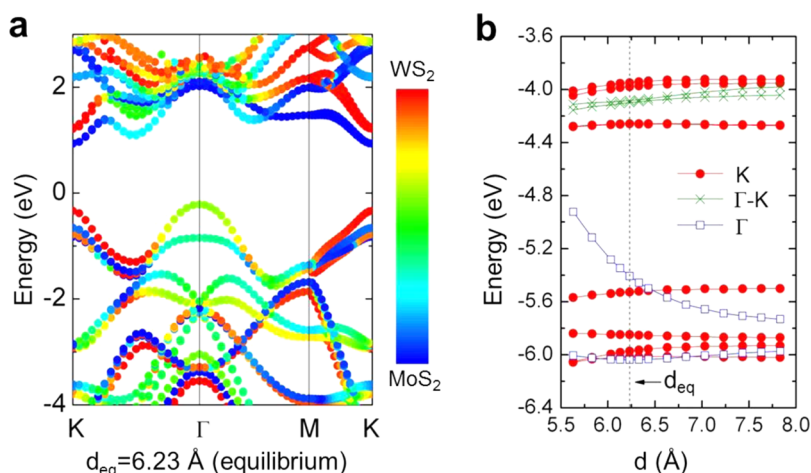 a
WS2
MoS2
Energy (eV)
2
0
-2
-4
K
Γ
M
K
deq=6.23 Å (equilibrium)
b
Energy (eV)
-3.6
-4.0
-4.4
-4.8
-5.2
-5.6
-6.0
-6.4
K
Γ-K
Γ
deq
5.5
6.0
6.5
7.0
7.5
8.0
d (Å)